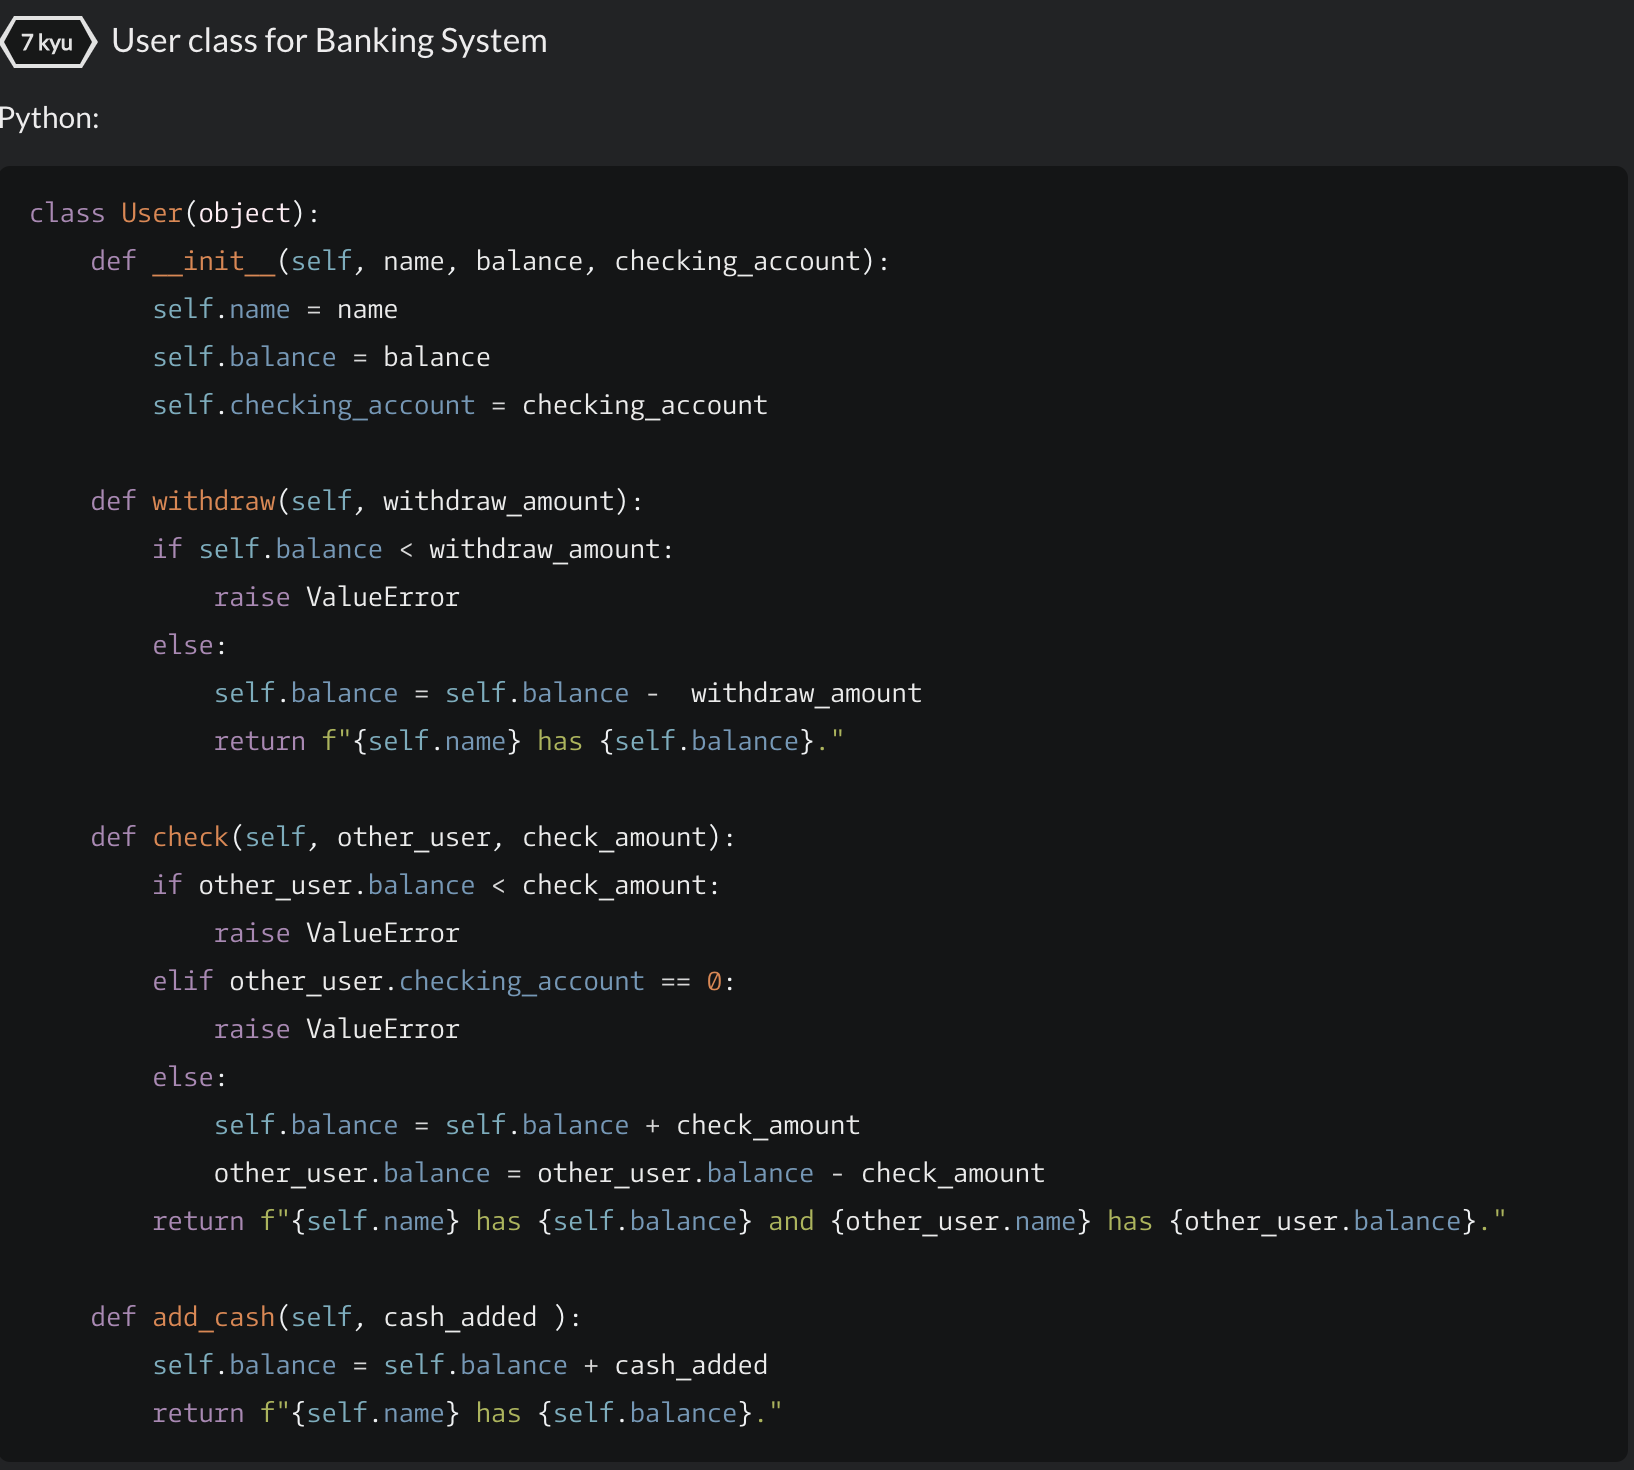 7 kyu User class for Banking System
Python:
class User(object):
    def __init__(self, name, balance, checking_account):
        self.name = name
        self.balance = balance
        self.checking_account = checking_account

    def withdraw(self, withdraw_amount):
        if self.balance < withdraw_amount:
            raise ValueError
        else:
            self.balance = self.balance -  withdraw_amount
            return f"{self.name} has {self.balance}."

    def check(self, other_user, check_amount):
        if other_user.balance < check_amount:
            raise ValueError
        elif other_user.checking_account == 0:
            raise ValueError
        else:
            self.balance = self.balance + check_amount
            other_user.balance = other_user.balance - check_amount
        return f"{self.name} has {self.balance} and {other_user.name} has {other_user.balance}."

    def add_cash(self, cash_added ):
        self.balance = self.balance + cash_added
        return f"{self.name} has {self.balance}."